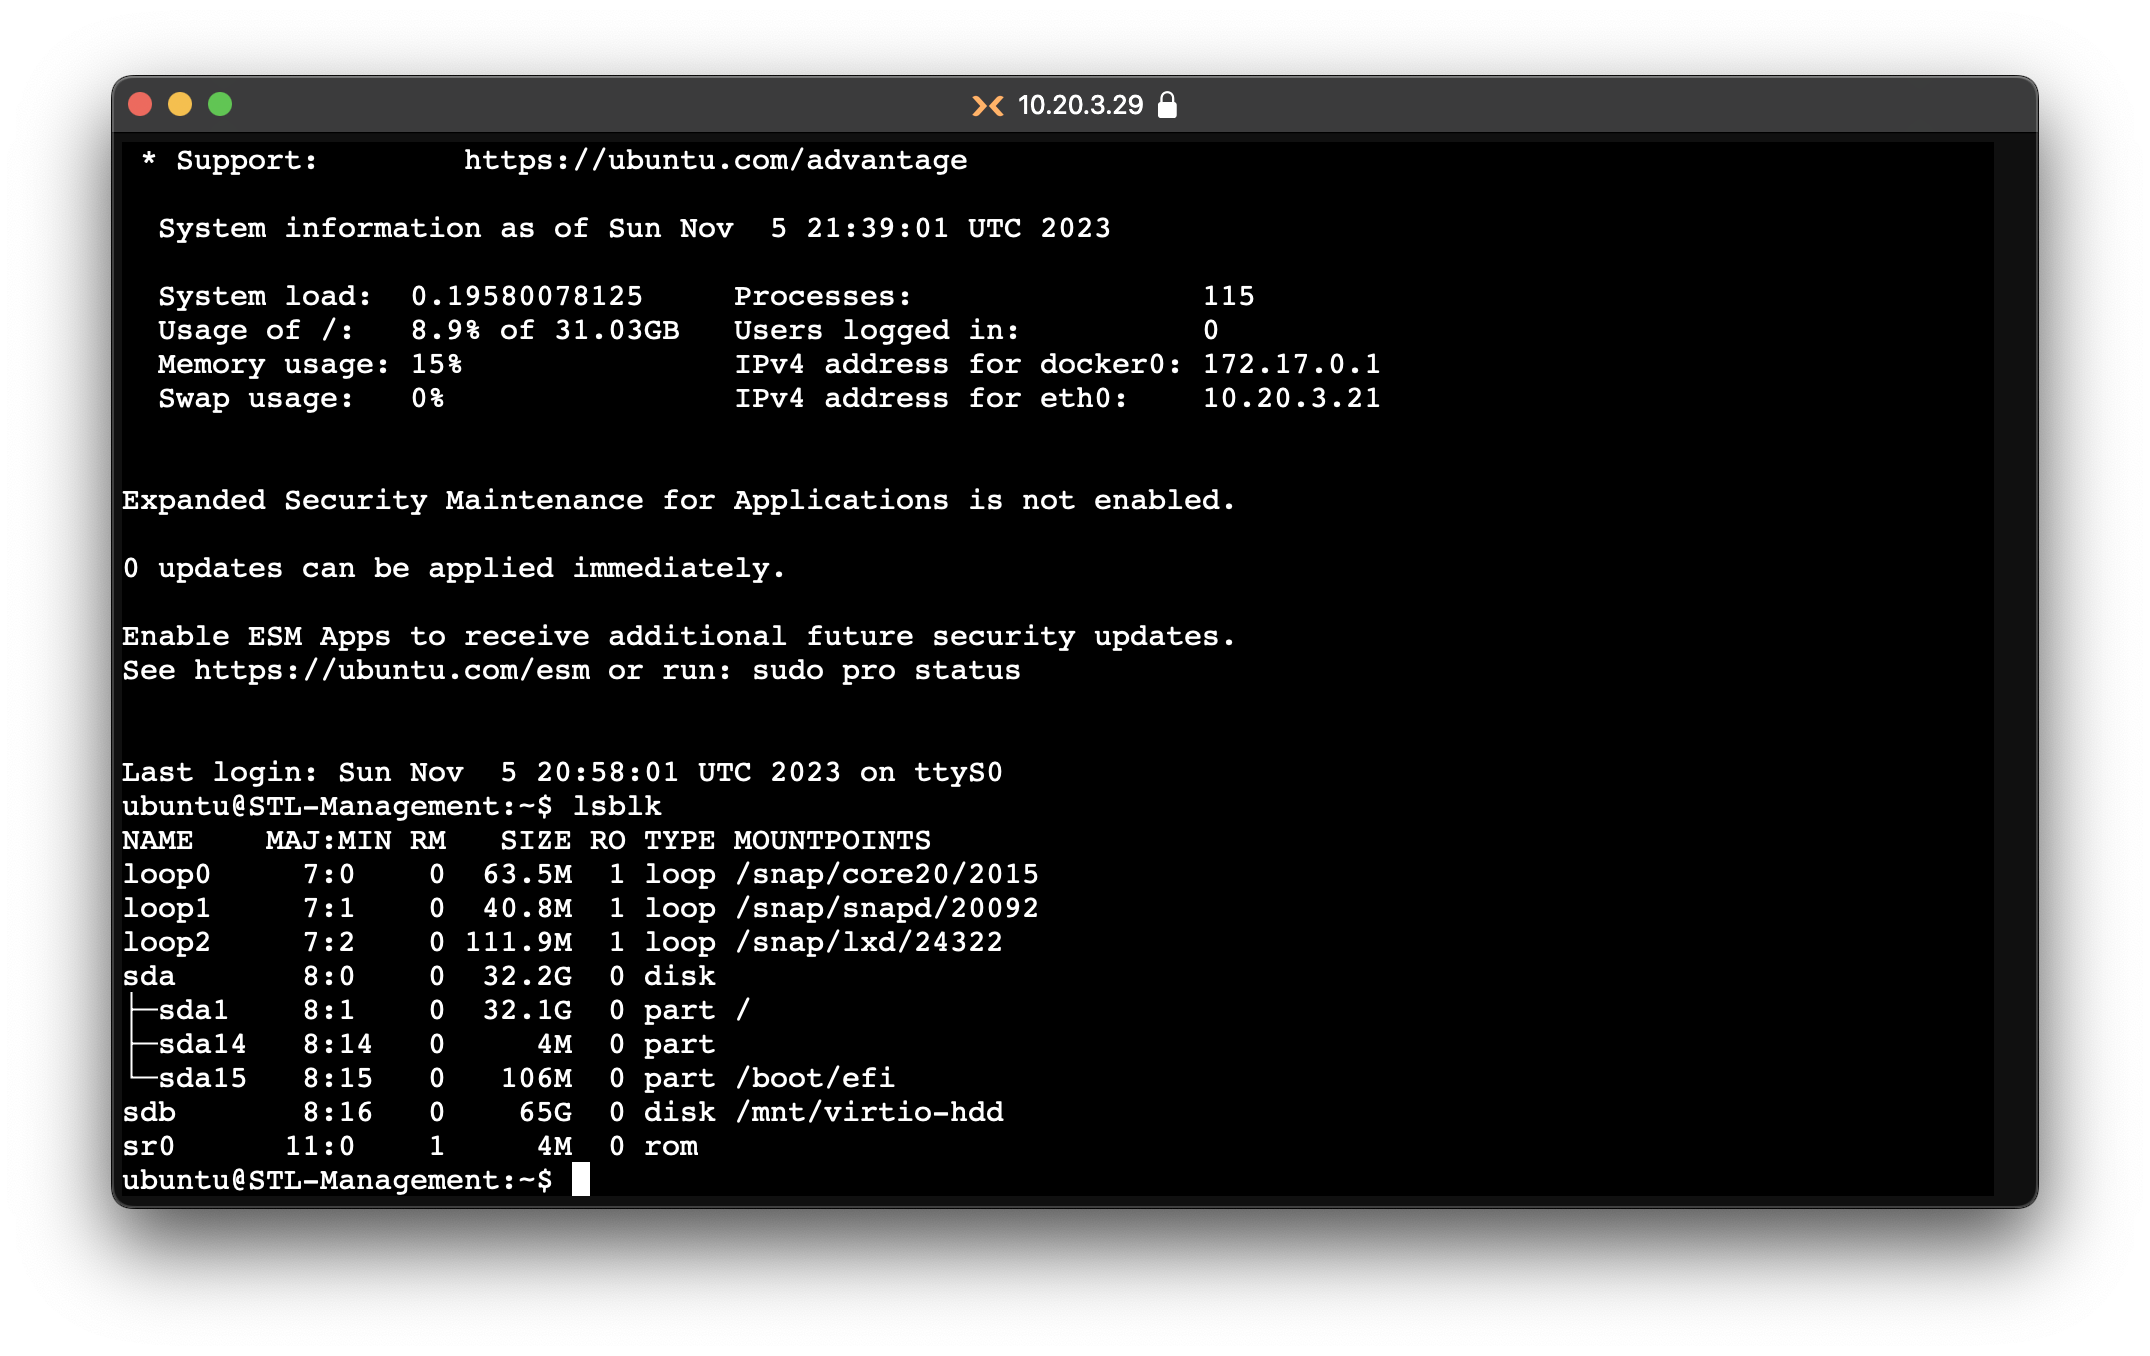 10.20.3.29
 * Support:        https://ubuntu.com/advantage

  System information as of Sun Nov  5 21:39:01 UTC 2023

  System load:  0.19580078125     Processes:                115
  Usage of /:   8.9% of 31.03GB   Users logged in:          0
  Memory usage: 15%               IPv4 address for docker0: 172.17.0.1
  Swap usage:   0%                IPv4 address for eth0:    10.20.3.21


Expanded Security Maintenance for Applications is not enabled.

0 updates can be applied immediately.

Enable ESM Apps to receive additional future security updates.
See https://ubuntu.com/esm or run: sudo pro status


Last login: Sun Nov  5 20:58:01 UTC 2023 on ttyS0
ubuntu@STL-Management:~$ lsblk
NAME    MAJ:MIN RM   SIZE RO TYPE MOUNTPOINTS
loop0     7:0    0  63.5M  1 loop /snap/core20/2015
loop1     7:1    0  40.8M  1 loop /snap/snapd/20092
loop2     7:2    0 111.9M  1 loop /snap/lxd/24322
sda       8:0    0  32.2G  0 disk
├─sda1    8:1    0  32.1G  0 part /
├─sda14   8:14   0     4M  0 part
└─sda15   8:15   0   106M  0 part /boot/efi
sdb       8:16   0    65G  0 disk /mnt/virtio-hdd
sr0      11:0    1     4M  0 rom
ubuntu@STL-Management:~$